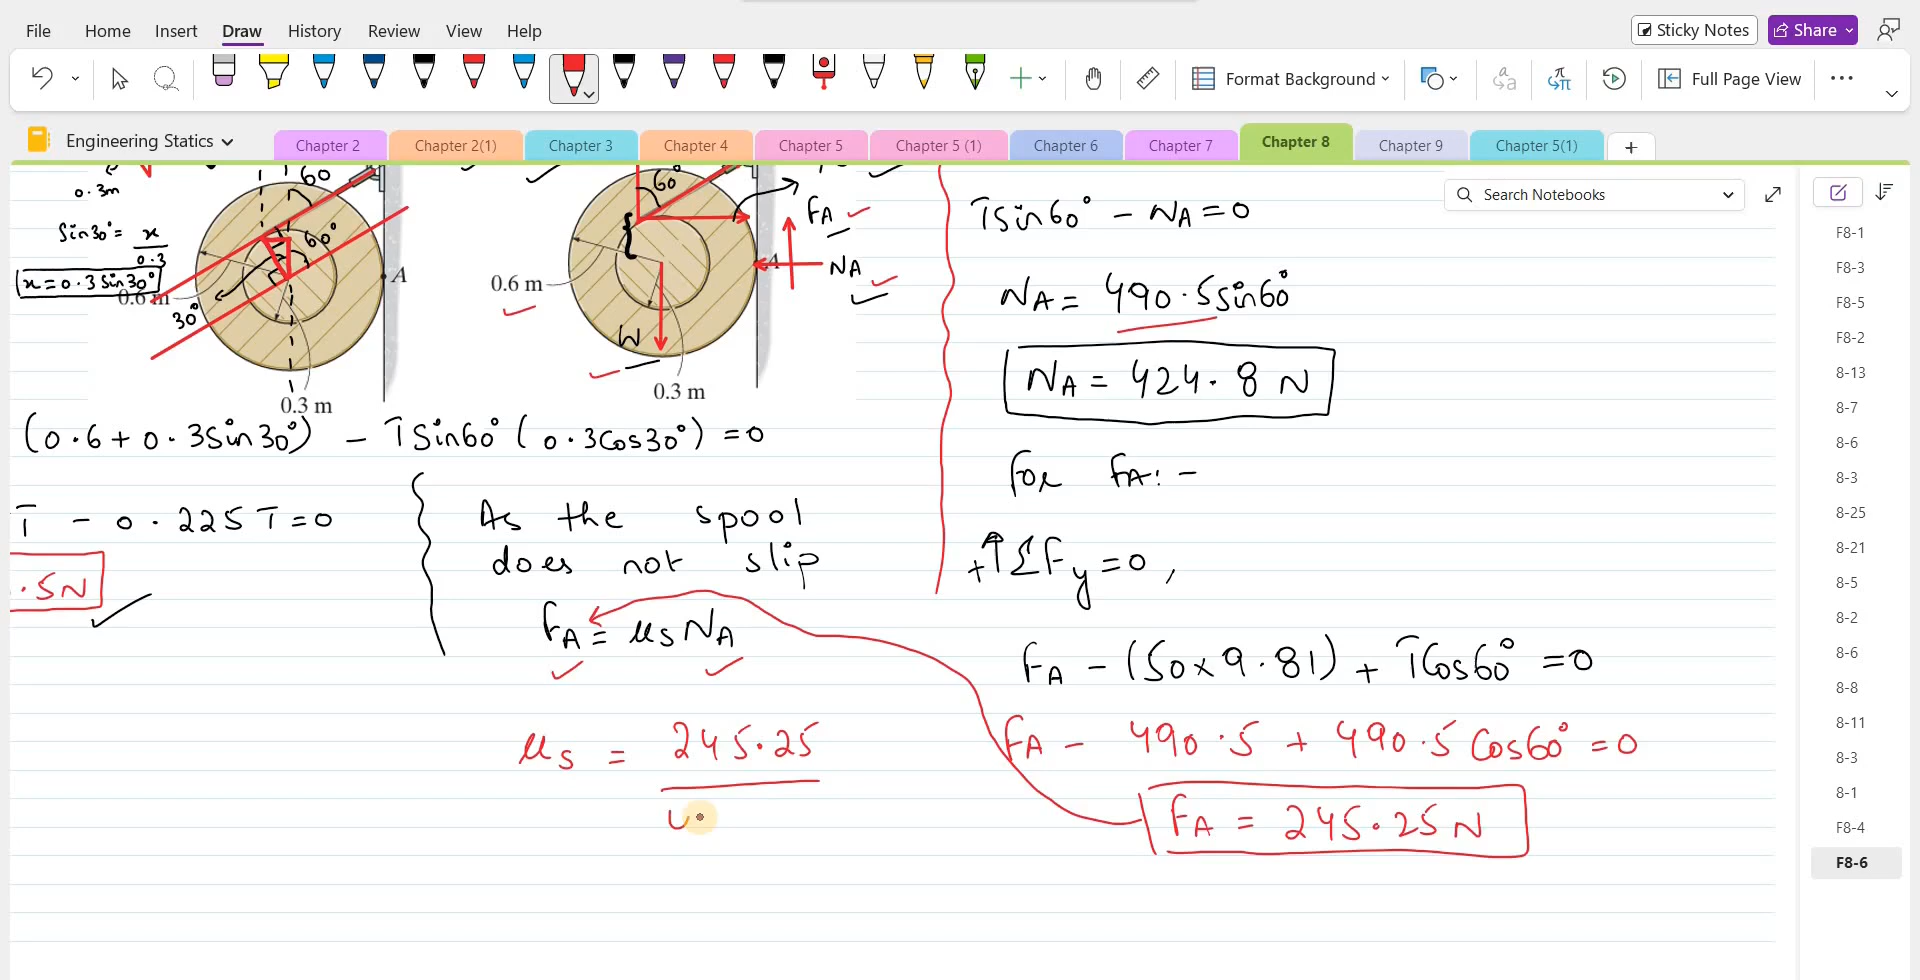 File Home Insert Draw History Review View Help
Sticky Notes Share
Format Background Full Page View
Engineering Statics
Chapter 2 Chapter 2(1) Chapter 3 Chapter 4 Chapter 5 Chapter 5 (1) Chapter 6 Chapter 7 Chapter 8 Chapter 9 Chapter 5(1) +
Search Notebooks
0.3m
60
Sin30° = x/0.3
x = 0.3 Sin30°
60°
0.6 m
30°
A
0.3 m
60°
FA
NA
A
0.6 m
W
0.3 m
(0.6 + 0.3Sin30°) - TSin60° (0.3Cos30°) = 0
T - 0.225T = 0
.5N
As the spool
does not slip
FA = μs NA
μs = 245.25
Tsin60° - NA = 0
NA = 490.5sin60°
NA = 424.8 N
For FA:-
+↑ΣFy = 0,
FA - (50×9.81) + TCos60° = 0
FA - 490.5 + 490.5 Cos60° = 0
FA = 245.25 N
F8-1
F8-3
F8-5
F8-2
8-13
8-7
8-6
8-3
8-25
8-21
8-5
8-2
8-6
8-8
8-11
8-3
8-1
F8-4
F8-6